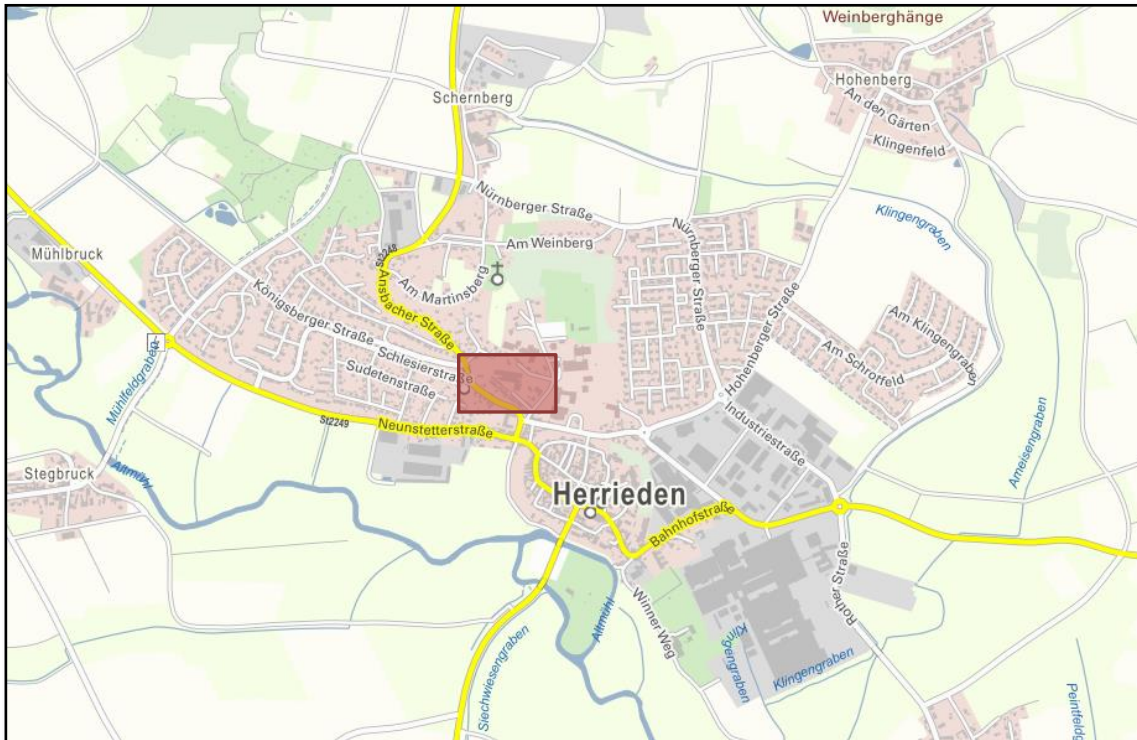 Weinberghänge
Hohenberg
An den Gärten
Klingenfeld
Schernberg
Nürnberger Straße
Klingengraben
Am Weinberg
Nürnberger Straße
St2248
Mühlbruck
Am Martinsberg
Ansbacher Straße
Königsberger Straße
Hohenberger Straße
Am Klingengraben
Schlesierstraße
Am Schrotfeld
Sudetenstraße
Mühlfeldgraben
St2249
Neunstetterstraße
Industriestraße
Ameisengraben
Stegbruck
Altmühl
Herrieden
Bahnhofstraße
Rother Straße
Altmühl
Winner Weg
Siechwiesengraben
Klingengraben
Klingengraben